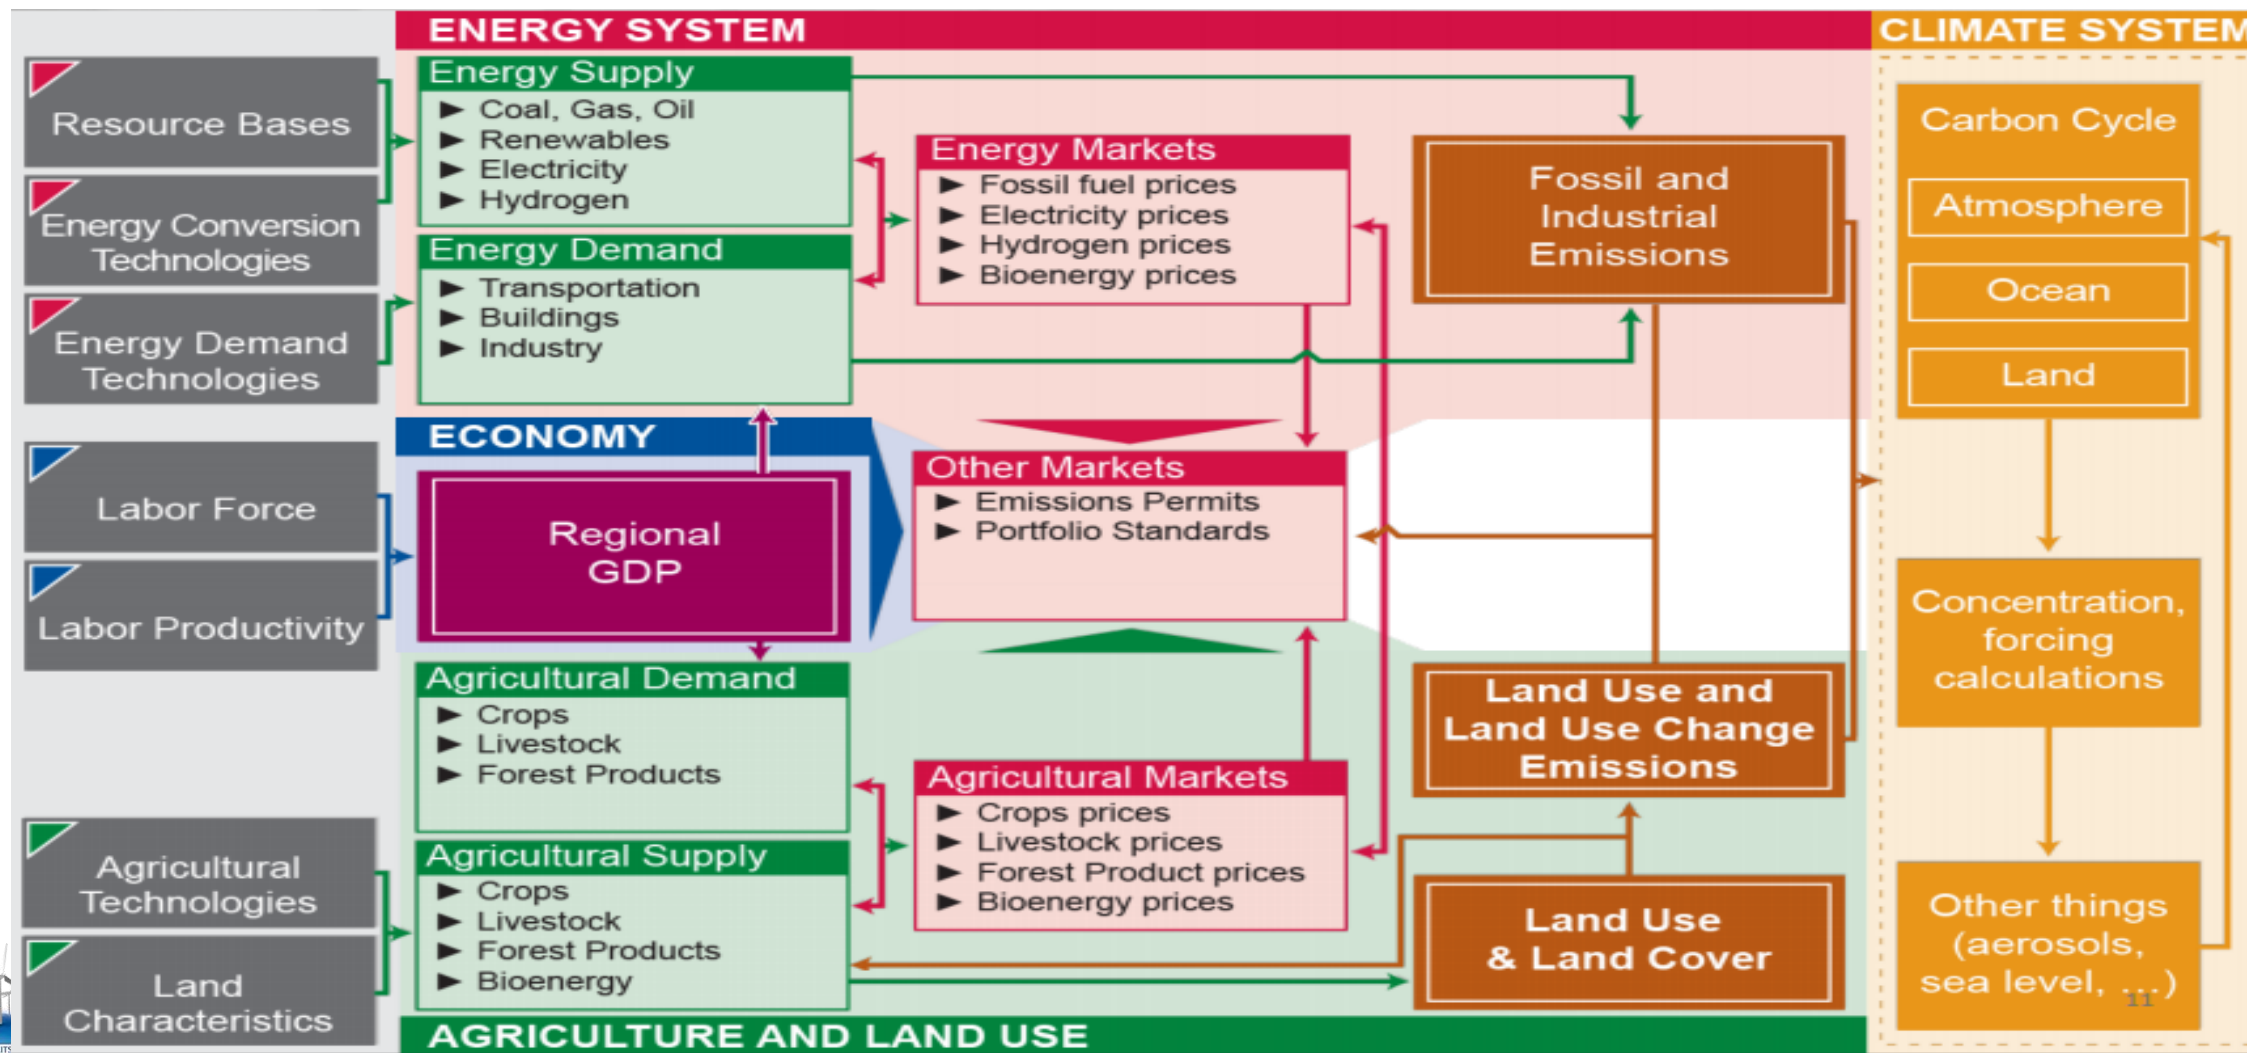 ENERGY SYSTEM
CLIMATE SYSTEM
Resource Bases
Energy Conversion
Technologies
Energy Demand
Technologies
Labor Force
Labor Productivity
Agricultural
Technologies
Land
Characteristics
Energy Supply
► Coal, Gas, Oil
► Renewables
► Electricity
► Hydrogen
Energy Demand
► Transportation
► Buildings
► Industry
Energy Markets
► Fossil fuel prices
► Electricity prices
► Hydrogen prices
► Bioenergy prices
Fossil and
Industrial
Emissions
ECONOMY
Regional
GDP
Other Markets
► Emissions Permits
► Portfolio Standards
Agricultural Demand
► Crops
► Livestock
► Forest Products
Agricultural Supply
► Crops
► Livestock
► Forest Products
► Bioenergy
Agricultural Markets
► Crops prices
► Livestock prices
► Forest Product prices
► Bioenergy prices
Land Use and
Land Use Change
Emissions
Land Use
& Land Cover
AGRICULTURE AND LAND USE
Carbon Cycle
Atmosphere
Ocean
Land
Concentration,
forcing
calculations
Other things
(aerosols,
sea level, ...)
11